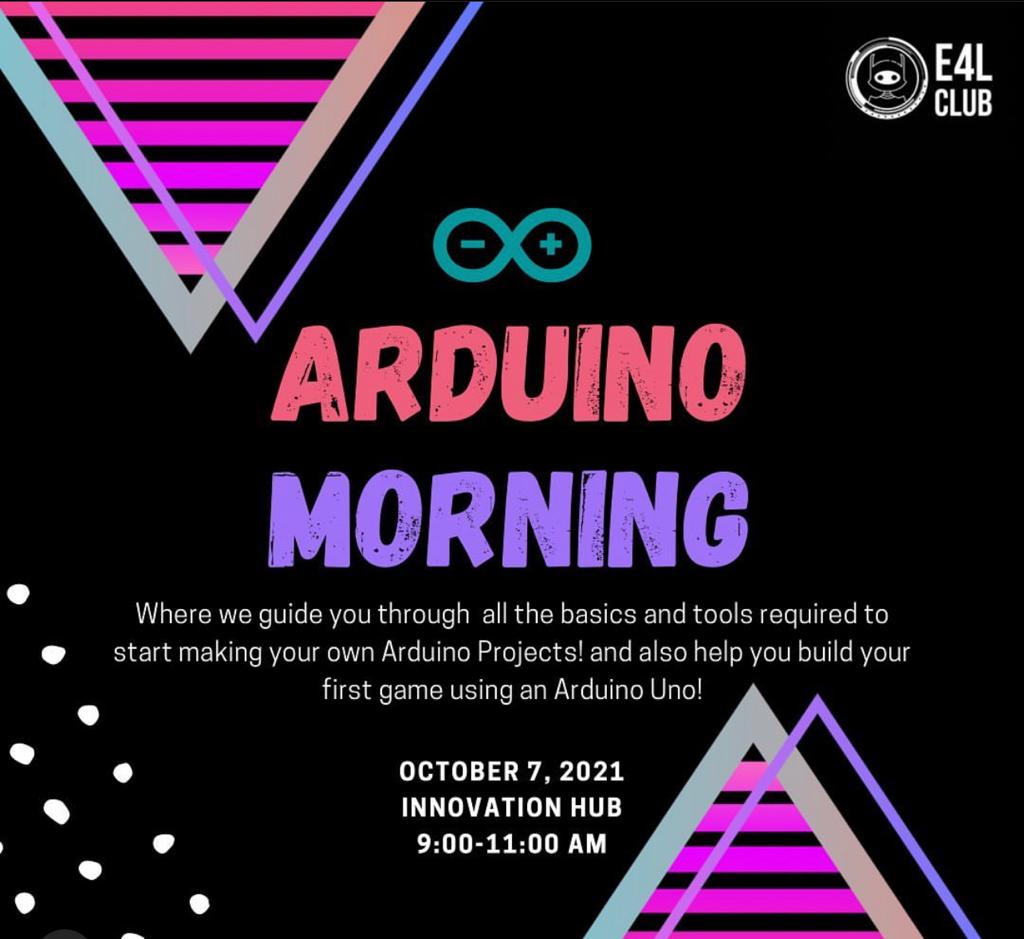 E4L
CLUB
ARDUINO
MORNING
Where we guide you through all the basics and tools required to
start making your own Arduino Projects! and also help you build your
first game using an Arduino Uno!
OCTOBER 7, 2021
INNOVATION HUB
9:00-11:00 AM